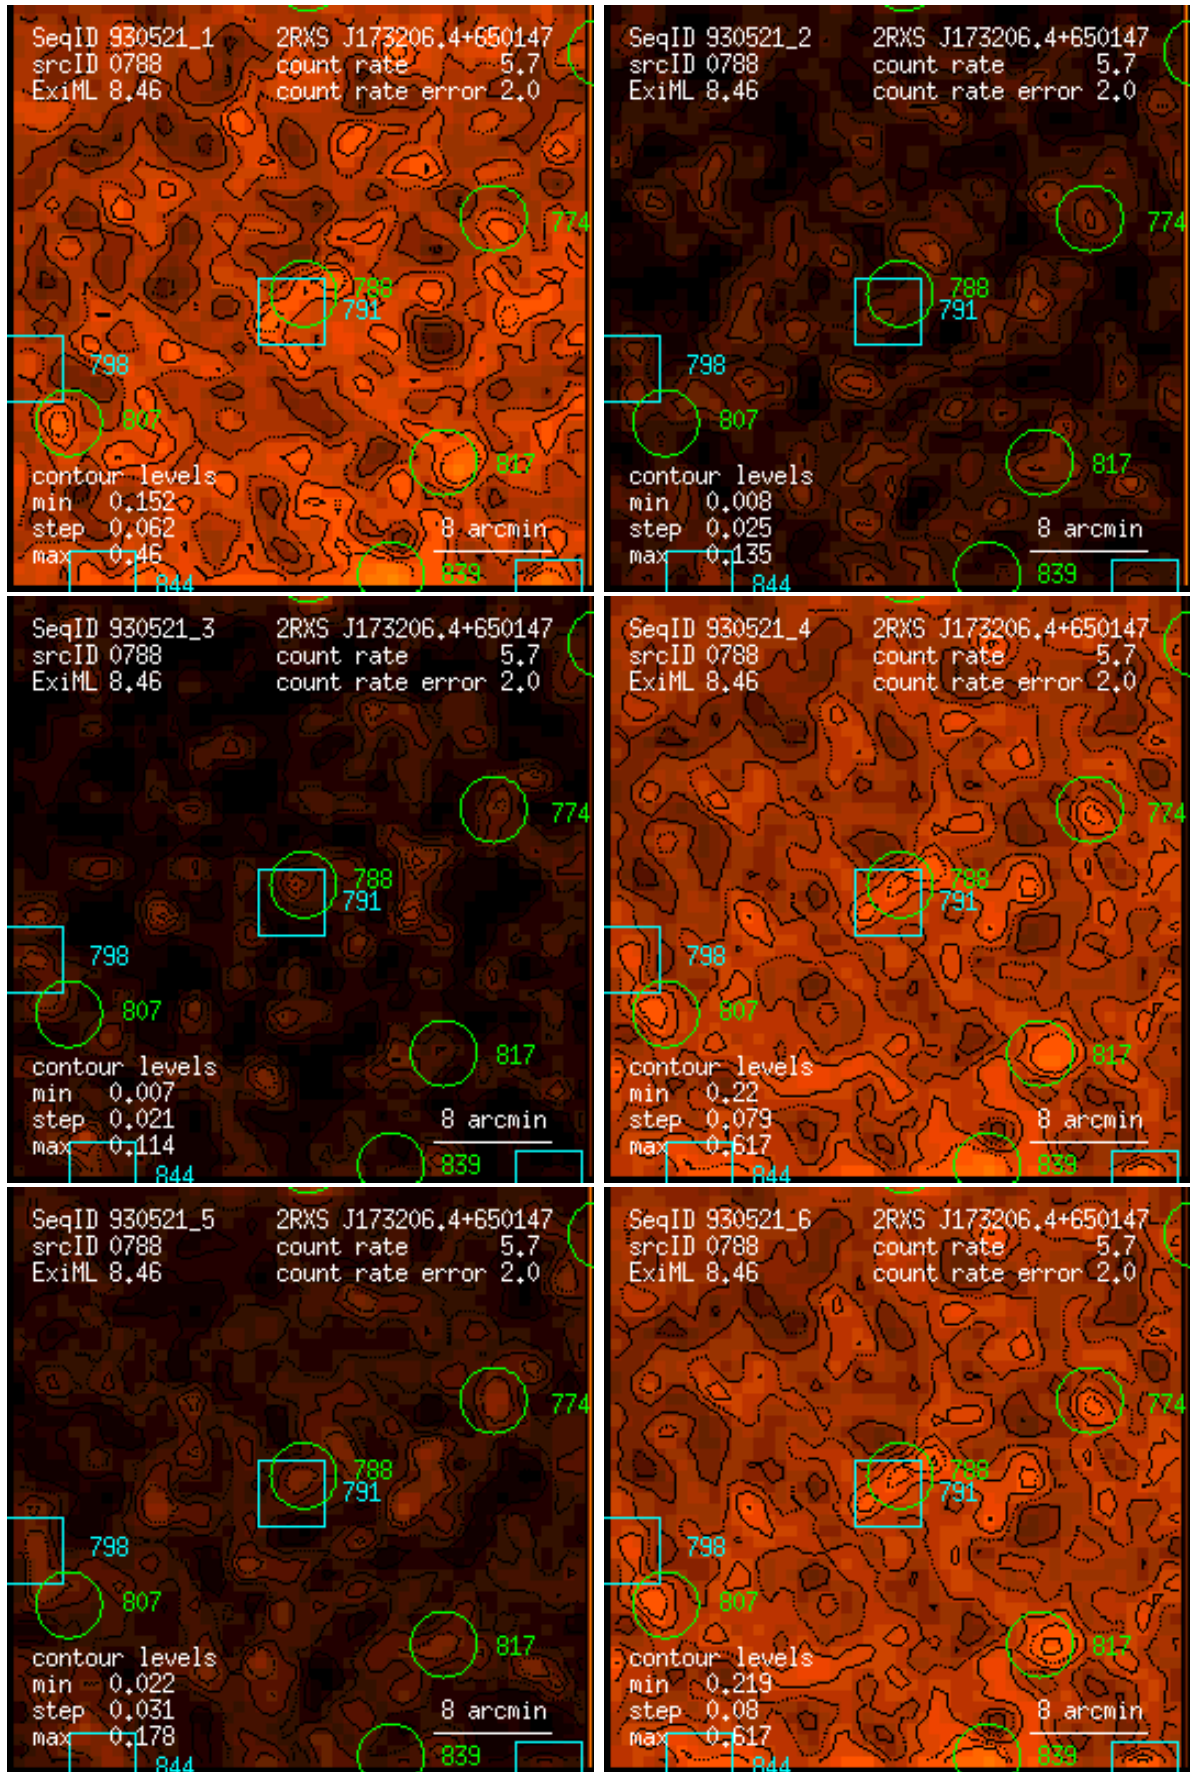 SeqID 930521_1 2RXS J173206.4+650147
srcID 0788 count rate 5.7
ExiML 8.46 count rate error 2.0
774
788
791
798
807
817
contour levels
min 0.152
step 0.062 8 arcmin
max 0.46
839
844
SeqID 930521_2 2RXS J173206.4+650147
srcID 0788 count rate 5.7
ExiML 8.46 count rate error 2.0
774
788
791
798
807
817
contour levels
min 0.008
step 0.025 8 arcmin
max 0.135
839
844
SeqID 930521_3 2RXS J173206.4+650147
srcID 0788 count rate 5.7
ExiML 8.46 count rate error 2.0
774
788
791
798
807
817
contour levels
min 0.007
step 0.021 8 arcmin
max 0.114
839
844
SeqID 930521_4 2RXS J173206.4+650147
srcID 0788 count rate 5.7
ExiML 8.46 count rate error 2.0
774
788
791
798
807
817
contour levels
min 0.22
step 0.079 8 arcmin
max 0.617
839
844
SeqID 930521_5 2RXS J173206.4+650147
srcID 0788 count rate 5.7
ExiML 8.46 count rate error 2.0
774
788
791
798
807
817
contour levels
min 0.022
step 0.031 8 arcmin
max 0.178
839
844
SeqID 930521_6 2RXS J173206.4+650147
srcID 0788 count rate 5.7
ExiML 8.46 count rate error 2.0
774
788
791
798
807
817
contour levels
min 0.219
step 0.08 8 arcmin
max 0.617
839
844